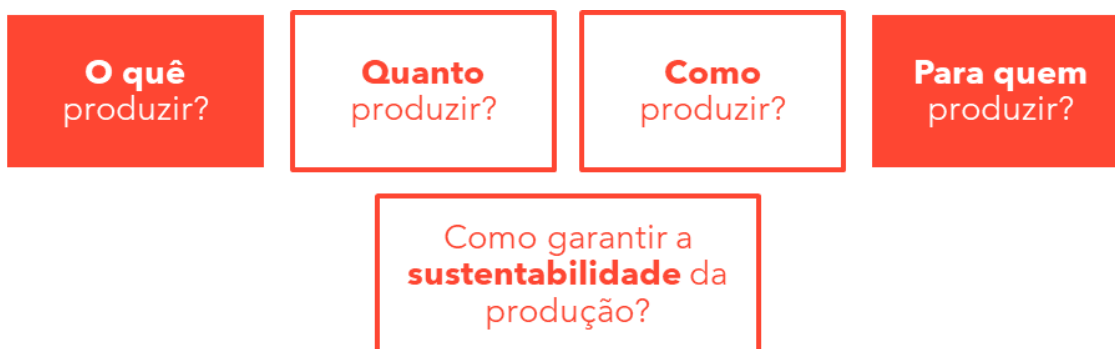 O quê
produzir?
Quanto
produzir?
Como
produzir?
Para quem
produzir?
Como garantir a
sustentabilidade da
produção?